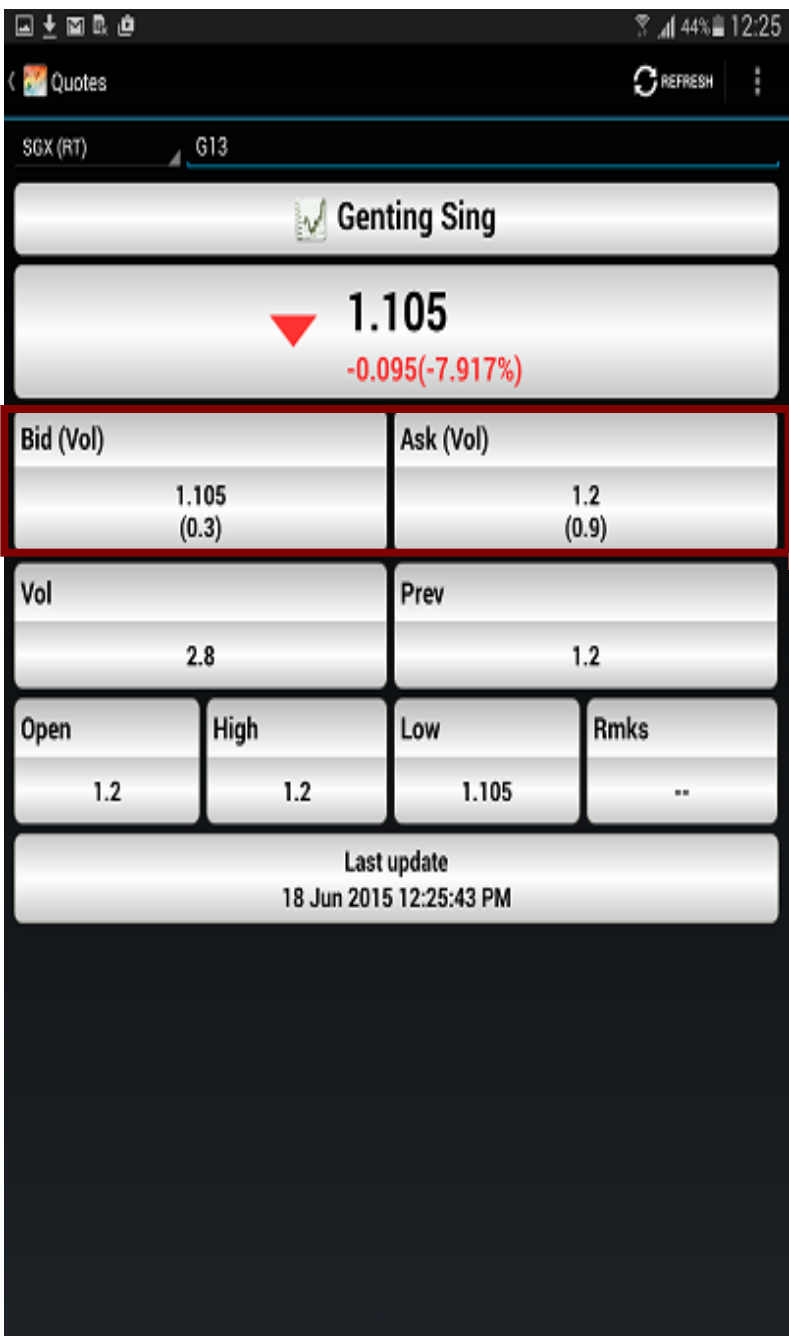 44% 12:25
Quotes REFRESH
SGX (RT) G13
Genting Sing
1.105
-0.095(-7.917%)
Bid (Vol) Ask (Vol)
1.105 1.2
(0.3) (0.9)
Vol Prev
2.8 1.2
Open High Low Rmks
1.2 1.2 1.105 --
Last update
18 Jun 2015 12:25:43 PM